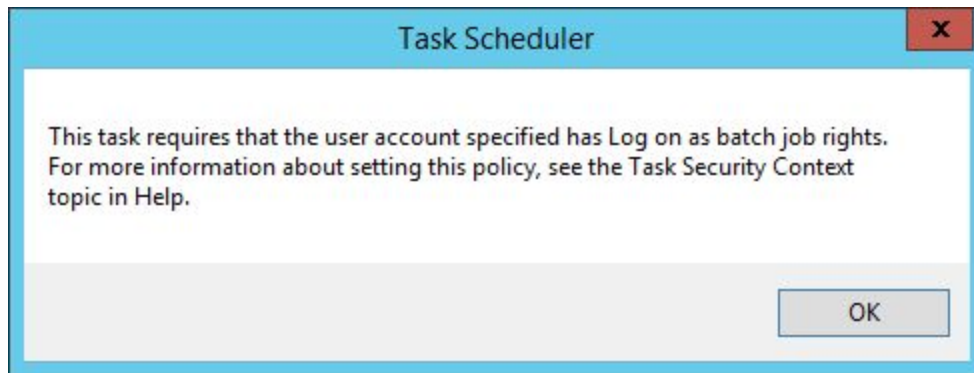 Task Scheduler
x
This task requires that the user account specified has Log on as batch job rights.
For more information about setting this policy, see the Task Security Context
topic in Help.
OK